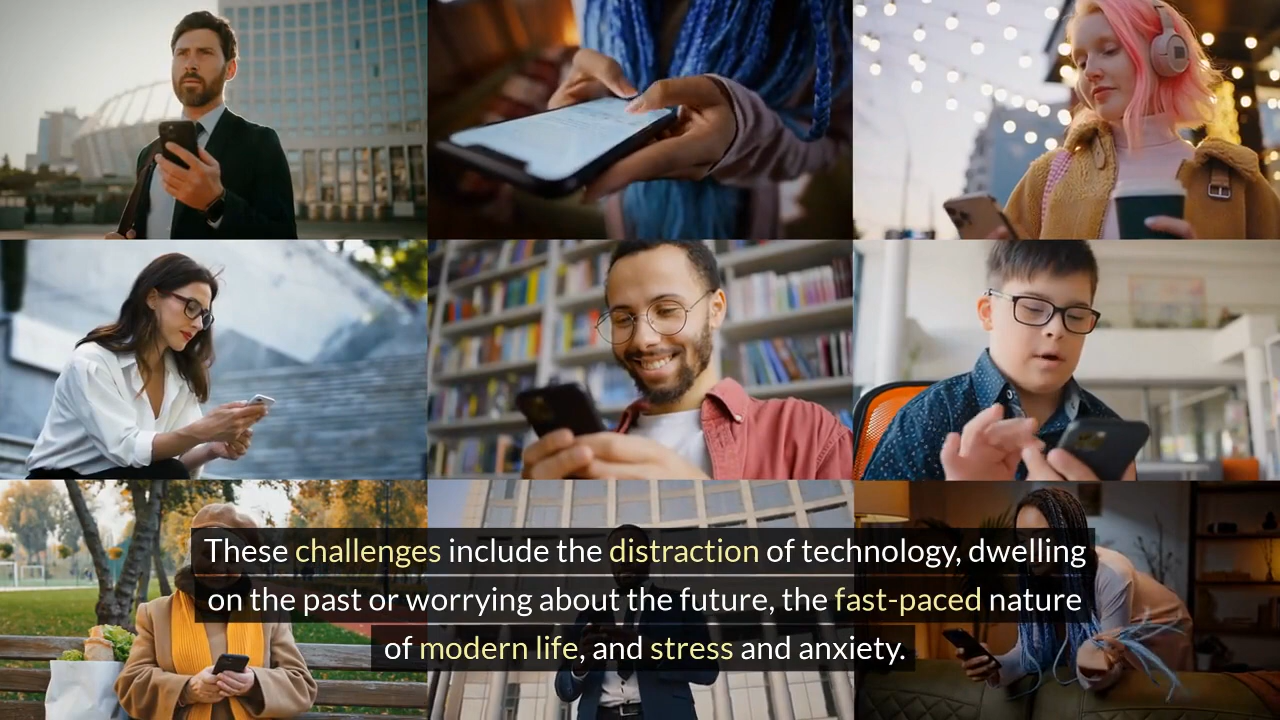 These challenges include the distraction of technology, dwelling
on the past or worrying about the future, the fast-paced nature
of modern life, and stress and anxiety.